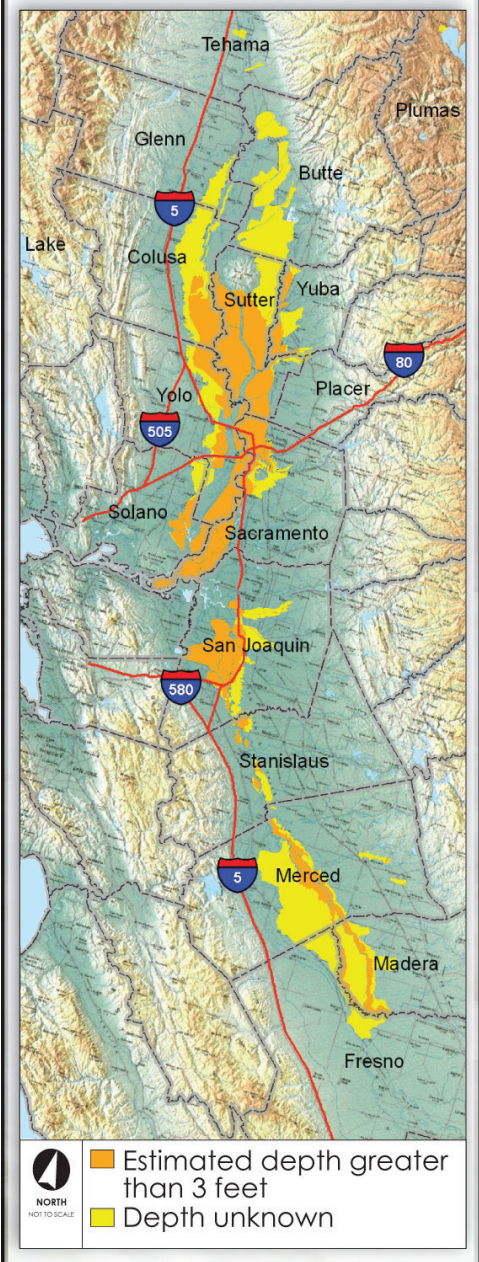 Tehama
Plumas
Glenn
Butte
5
Lake
Colusa
Yuba
Sutter
80
Placer
Yolo
505
Solano
Sacramento
San Joaquin
580
Stanislaus
5
Merced
Madera
Fresno
NORTH
NOT TO SCALE
Estimated depth greater
than 3 feet
Depth unknown